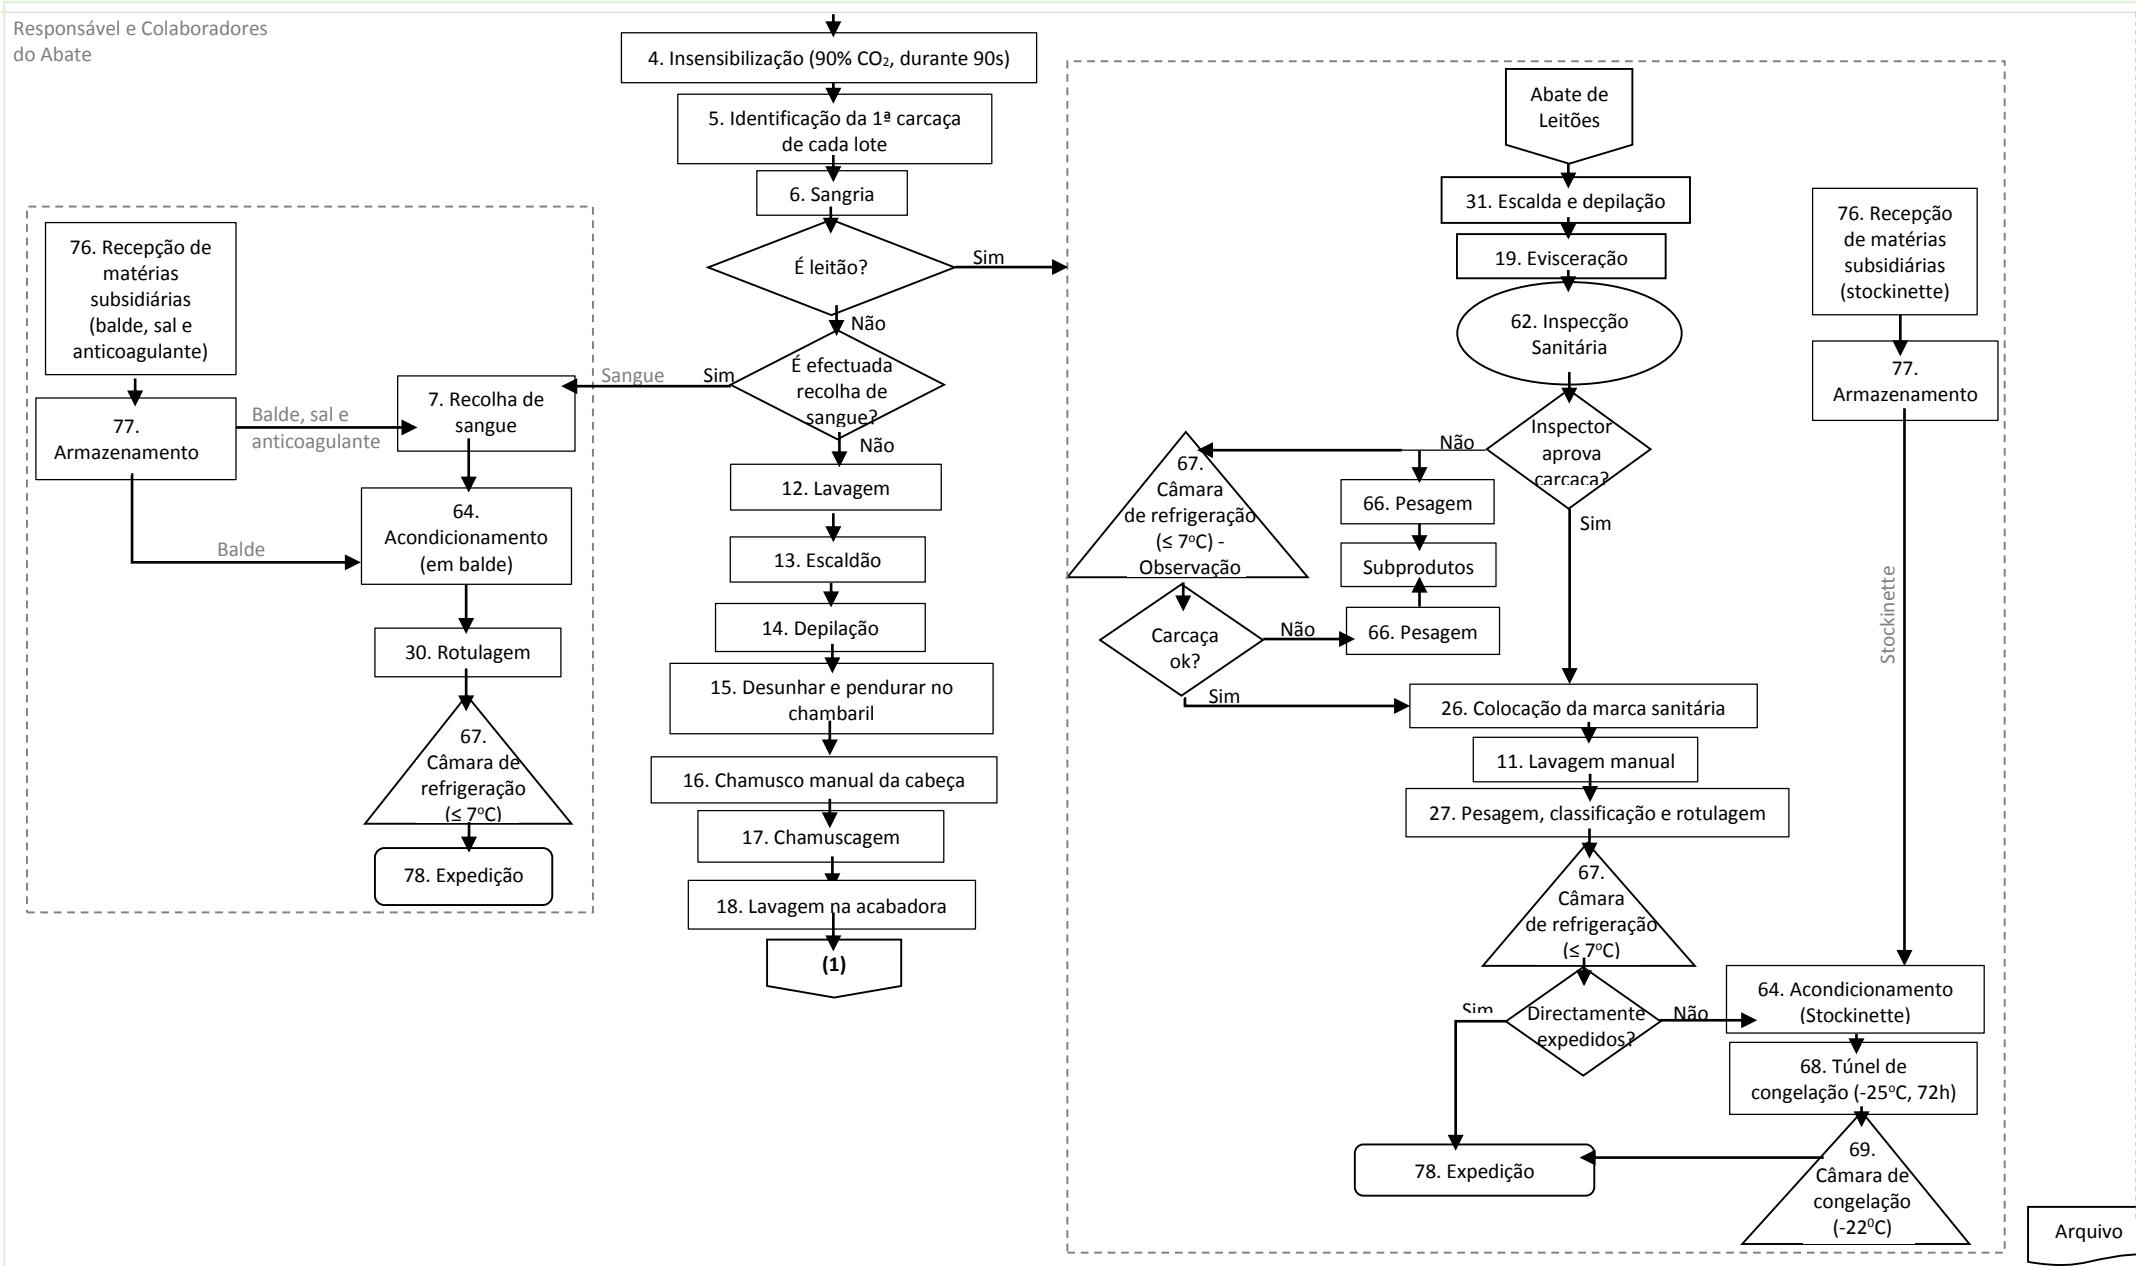 Responsável e Colaboradores
do Abate
4. Insensibilização (90% CO₂, durante 90s)
5. Identificação da 1ª carcaça
de cada lote
6. Sangria
É leitão?
Sim
Não
É efectuada
recolha de
sangue?
Sim
Sangue
Não
76. Recepção de
matérias
subsidiárias
(balde, sal e
anticoagulante)
77.
Armazenamento
Balde, sal e
anticoagulante
Balde
7. Recolha de
sangue
64.
Acondicionamento
(em balde)
30. Rotulagem
67.
Câmara de
refrigeração
(≤ 7ºC)
78. Expedição
12. Lavagem
13. Escaldão
14. Depilação
15. Desunhar e pendurar no
chambaril
16. Chamusco manual da cabeça
17. Chamuscagem
18. Lavagem na acabadora
(1)
Abate de
Leitões
31. Escalda e depilação
19. Evisceração
62. Inspecção
Sanitária
Inspector
aprova
carcaça?
Não
Sim
67.
Câmara
de refrigeração
(≤ 7ºC) -
Observação
66. Pesagem
Subprodutos
66. Pesagem
Carcaça
ok?
Não
Sim
26. Colocação da marca sanitária
11. Lavagem manual
27. Pesagem, classificação e rotulagem
67.
Câmara
de refrigeração
(≤ 7ºC)
Directamente
expedidos?
Sim
Não
76. Recepção
de matérias
subsidiárias
(stockinette)
77.
Armazenamento
Stockinette
64. Acondicionamento
(Stockinette)
68. Túnel de
congelação (-25ºC, 72h)
69.
Câmara de
congelação
(-22⁰C)
78. Expedição
Arquivo